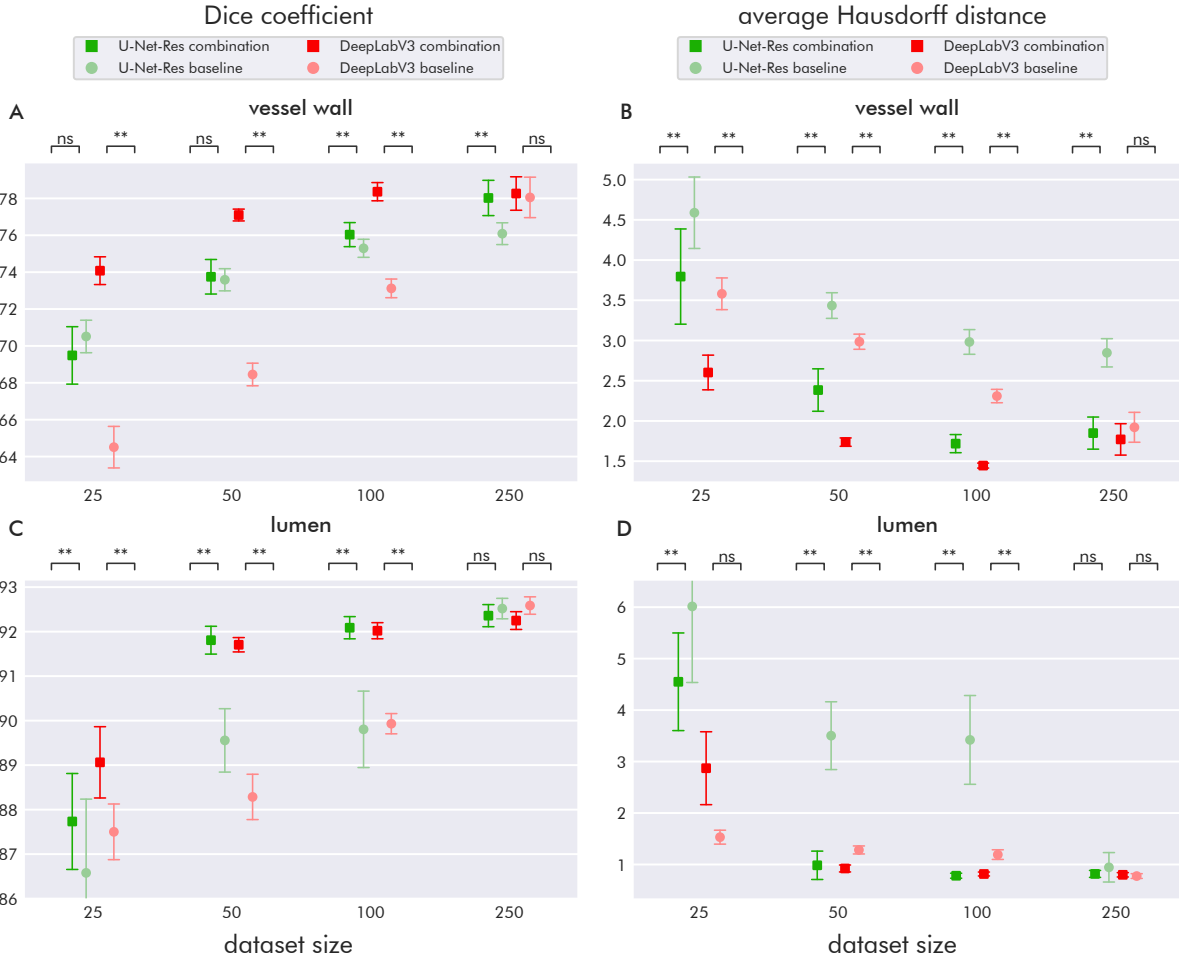 Dice coefficient
average Hausdorff distance
U-Net-Res combination
DeepLabV3 combination
U-Net-Res baseline
DeepLabV3 baseline
U-Net-Res combination
DeepLabV3 combination
U-Net-Res baseline
DeepLabV3 baseline
A
vessel wall
ns ** ns ** ** ** ** ns
78
76
74
72
70
68
66
64
25 50 100 250
B
vessel wall
** ** ** ** ** ** ** ns
5.0
4.5
4.0
3.5
3.0
2.5
2.0
1.5
25 50 100 250
C
lumen
** ** ** ** ** ** ns ns
93
92
91
90
89
88
87
86
25 50 100 250
dataset size
D
lumen
** ns ** ** ** ** ns ns
6
5
4
3
2
1
25 50 100 250
dataset size